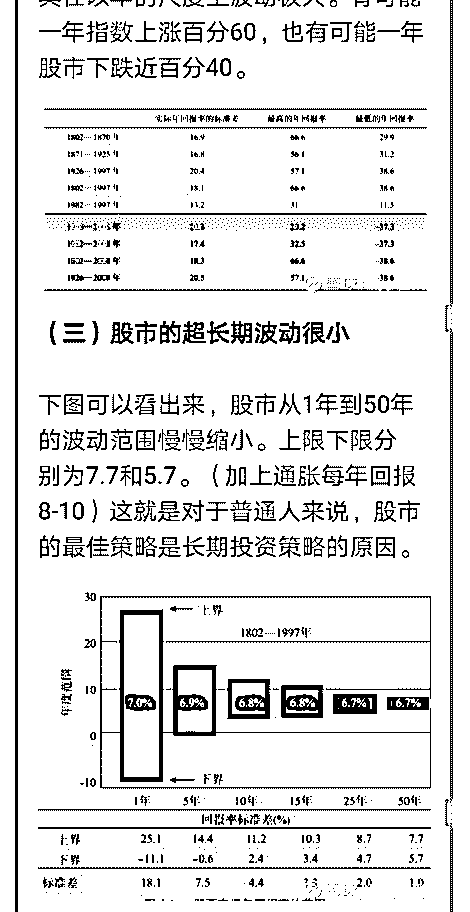 一年指数上涨百分60，也有可能一年
股市下跌近百分40。
实际年回报率的标准差 最高的年回报率 最低的年回报率
1802—1870年 16.9 66.6 29.9
1871—1925年 16.8 56.1 31.2
1926—1997年 20.4 57.1 38.6
1802—1997年 18.1 66.6 38.6
1982—1997年 13.2 31 11.5
17.4 32.5 -37.3
1802—2008年 18.3 66.6 -38.6
1926—2008年 20.5 57.1 -38.6
（三）股市的超长期波动很小
下图可以看出来，股市从1年到50年
的波动范围慢慢缩小。上限下限分
别为7.7和5.7。（加上通胀每年回报
8-10）这就是对于普通人来说，股市
的最佳策略是长期投资策略的原因。
30
上界
1802—1997年
20
年度范围
10
7.0% 6.9% 6.8% 6.8% 6.7% 6.7%
0
-10
下界
1年 5年 10年 15年 25年 50年
回报率标准差(%)
上界 25.1 14.4 11.2 10.3 8.7 7.7
下界 -11.1 -0.6 2.4 3.4 4.7 5.7
标准差 18.1 7.5 4.4 2.0 1.0